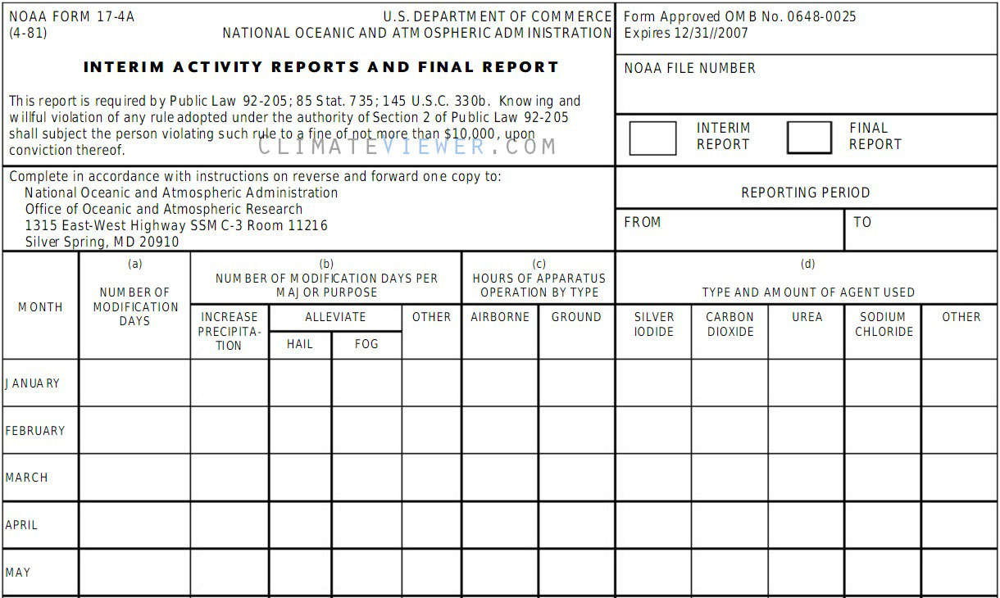 NOAA FORM 17-4A
(4-81)
U.S. DEPARTMENT OF COMMERCE
NATIONAL OCEANIC AND ATMOSPHERIC ADMINISTRATION
INTERIM ACTIVITY REPORTS AND FINAL REPORT
This report is required by Public Law 92-205; 85 Stat. 735; 145 U.S.C. 330b. Knowing and
willful violation of any rule adopted under the authority of Section 2 of Public Law 92-205
shall subject the person violating such rule to a fine of not more than $10,000, upon
conviction thereof.
CLIMATEVIEWER.COM
Form Approved OMB No. 0648-0025
Expires 12/31//2007
NOAA FILE NUMBER
INTERIM
REPORT
FINAL
REPORT
Complete in accordance with instructions on reverse and forward one copy to:
National Oceanic and Atmospheric Administration
Office of Oceanic and Atmospheric Research
1315 East-West Highway SSMC-3 Room 11216
Silver Spring, MD 20910
REPORTING PERIOD
FROM
TO
MONTH
(a)
NUMBER OF
MODIFICATION
DAYS
(b)
NUMBER OF MODIFICATION DAYS PER
MAJOR PURPOSE
INCREASE
PRECIPITA-
TION
ALLEVIATE
HAIL
FOG
OTHER
(c)
HOURS OF APPARATUS
OPERATION BY TYPE
AIRBORNE
GROUND
(d)
TYPE AND AMOUNT OF AGENT USED
SILVER
IODIDE
CARBON
DIOXIDE
UREA
SODIUM
CHLORIDE
OTHER
JANUARY
FEBRUARY
MARCH
APRIL
MAY